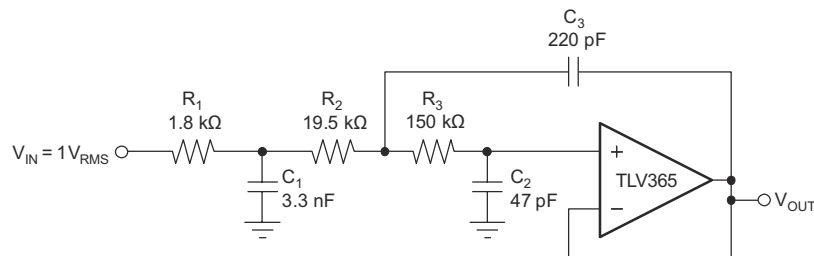 C3
220 pF
R1
1.8 kΩ
R2
19.5 kΩ
R3
150 kΩ
VIN = 1VRMS
C1
3.3 nF
C2
47 pF
+
TLV365
−
VOUT